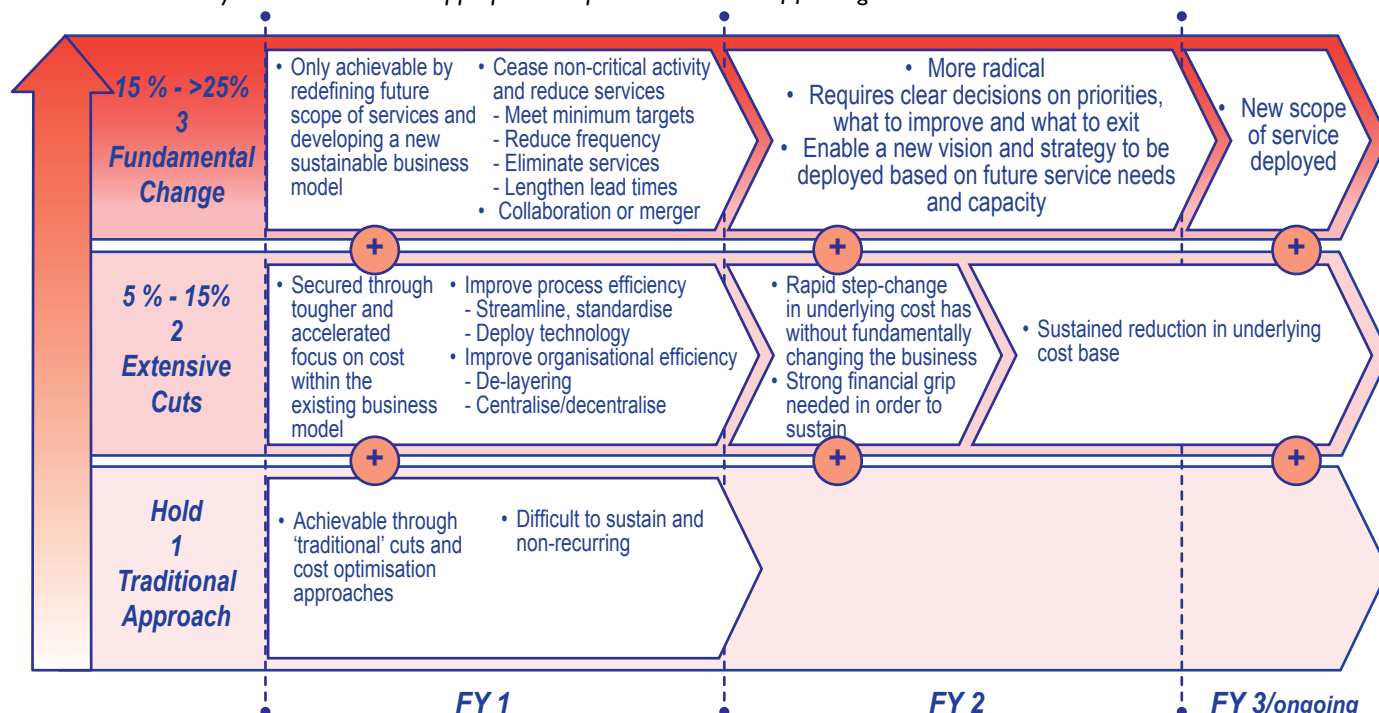 15 % - >25%
3
Fundamental
Change
• Only achievable by
redefining future
scope of services and
developing a new
sustainable business
model
• Cease non-critical activity
and reduce services
- Meet minimum targets
- Reduce frequency
- Eliminate services
- Lengthen lead times
• Collaboration or merger
• More radical
• Requires clear decisions on priorities,
what to improve and what to exit
• Enable a new vision and strategy to be
deployed based on future service needs
and capacity
• New scope
of service
deployed
+
+
+
5 % - 15%
2
Extensive
Cuts
• Secured through
tougher and
accelerated
focus on cost
within the
existing business
model
• Improve process efficiency
- Streamline, standardise
- Deploy technology
• Improve organisational efficiency
- De-layering
- Centralise/decentralise
• Rapid step-change
in underlying cost has
without fundamentally
changing the business
• Strong financial grip
needed in order to
sustain
• Sustained reduction in underlying
cost base
+
+
+
Hold
1
Traditional
Approach
• Achievable through
‘traditional’ cuts and
cost optimisation
approaches
• Difficult to sustain and
non-recurring
FY 1
FY 2
FY 3/ongoing